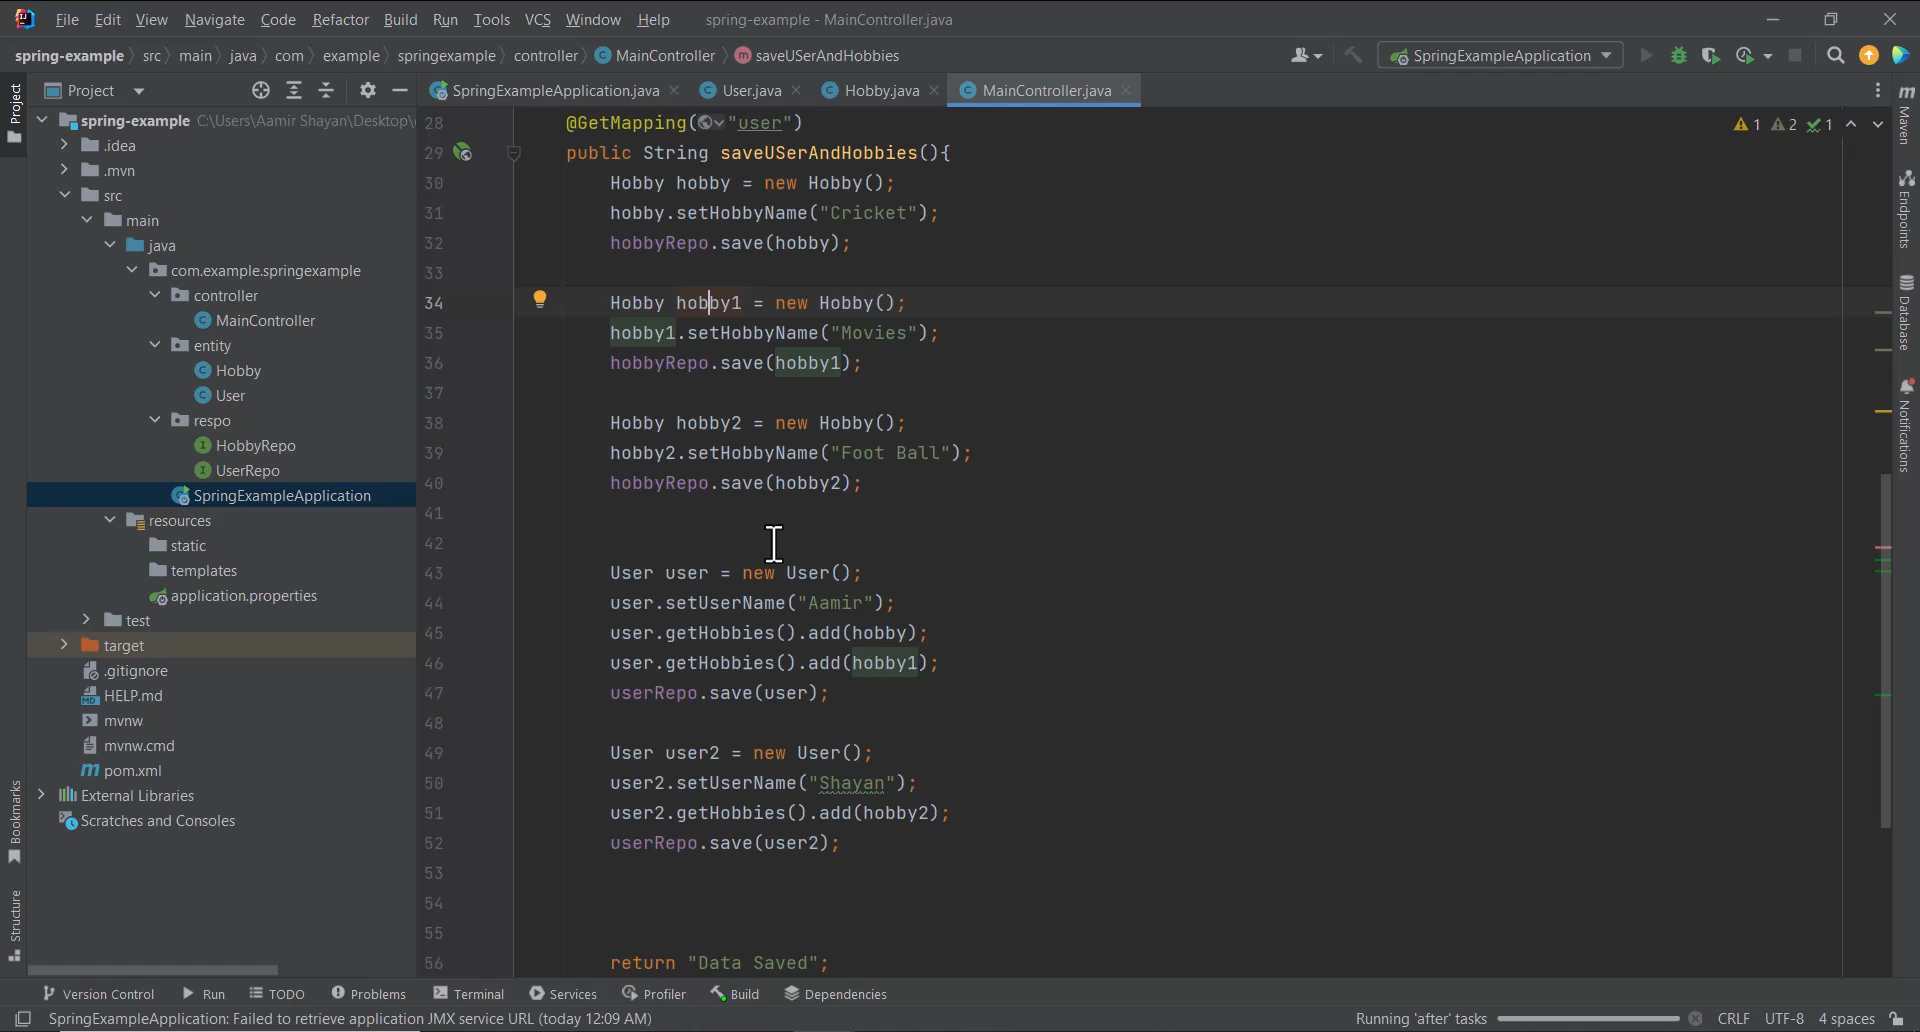 File Edit View Navigate Code Refactor Build Run Tools VCS Window Help spring-example - MainController.java
spring-example src main java com example springexample controller MainController saveUSerAndHobbies SpringExampleApplication
Project SpringExampleApplication.java User.java Hobby.java MainController.java
spring-example C:\Users\Aamir Shayan\Desktop\
.idea
.mvn
src
main
java
com.example.springexample
controller
MainController
entity
Hobby
User
respo
HobbyRepo
UserRepo
SpringExampleApplication
resources
static
templates
application.properties
test
target
.gitignore
HELP.md
mvnw
mvnw.cmd
pom.xml
External Libraries
Scratches and Consoles
28 @GetMapping("user")
29 public String saveUSerAndHobbies(){
30 Hobby hobby = new Hobby();
31 hobby.setHobbyName("Cricket");
32 hobbyRepo.save(hobby);
33
34 Hobby hobby1 = new Hobby();
35 hobby1.setHobbyName("Movies");
36 hobbyRepo.save(hobby1);
37
38 Hobby hobby2 = new Hobby();
39 hobby2.setHobbyName("Foot Ball");
40 hobbyRepo.save(hobby2);
41
42
43 User user = new User();
44 user.setUserName("Aamir");
45 user.getHobbies().add(hobby);
46 user.getHobbies().add(hobby1);
47 userRepo.save(user);
48
49 User user2 = new User();
50 user2.setUserName("Shayan");
51 user2.getHobbies().add(hobby2);
52 userRepo.save(user2);
53
54
55
56 return "Data Saved";
1 2 1
Project
Bookmarks
Structure
m Maven
Endpoints
Database
Notifications
Version Control Run TODO Problems Terminal Services Profiler Build Dependencies
SpringExampleApplication: Failed to retrieve application JMX service URL (today 12:09 AM) Running 'after' tasks CRLF UTF-8 4 spaces